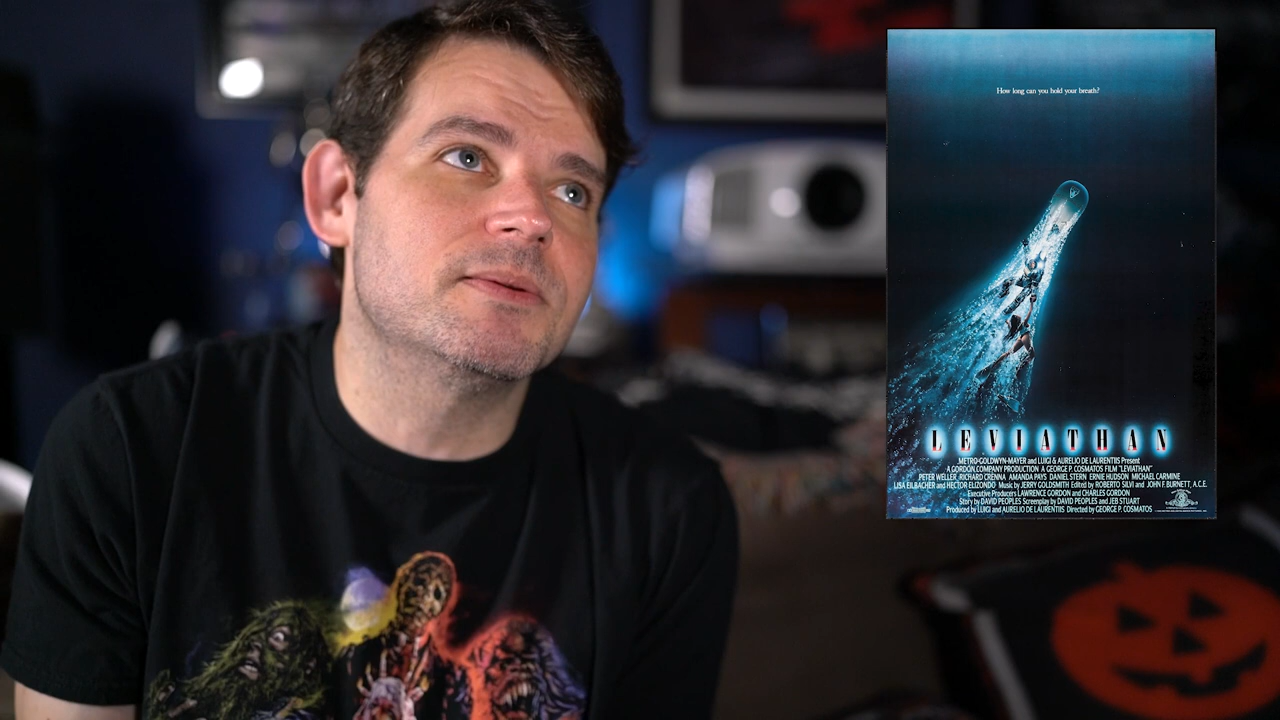 How long can you hold your breath?
LEVIATHAN
METRO-GOLDWYN-MAYER and LUIGI & AURELIO DE LAURENTIIS Present
A GORDON COMPANY PRODUCTION A GEORGE P. COSMATOS FILM "LEVIATHAN"
PETER WELLER RICHARD CRENNA AMANDA PAYS DANIEL STERN ERNIE HUDSON MICHAEL CARMINE
LISA EILBACHER and HECTOR ELIZONDO Music by JERRY GOLDSMITH Edited by ROBERTO SILVI and JOHN F. BURNETT, A.C.E.
Executive Producers LAWRENCE GORDON and CHARLES GORDON
Story by DAVID PEOPLES Screenplay by DAVID PEOPLES and JEB STUART
Produced by LUIGI and AURELIO DE LAURENTIIS Directed by GEORGE P. COSMATOS